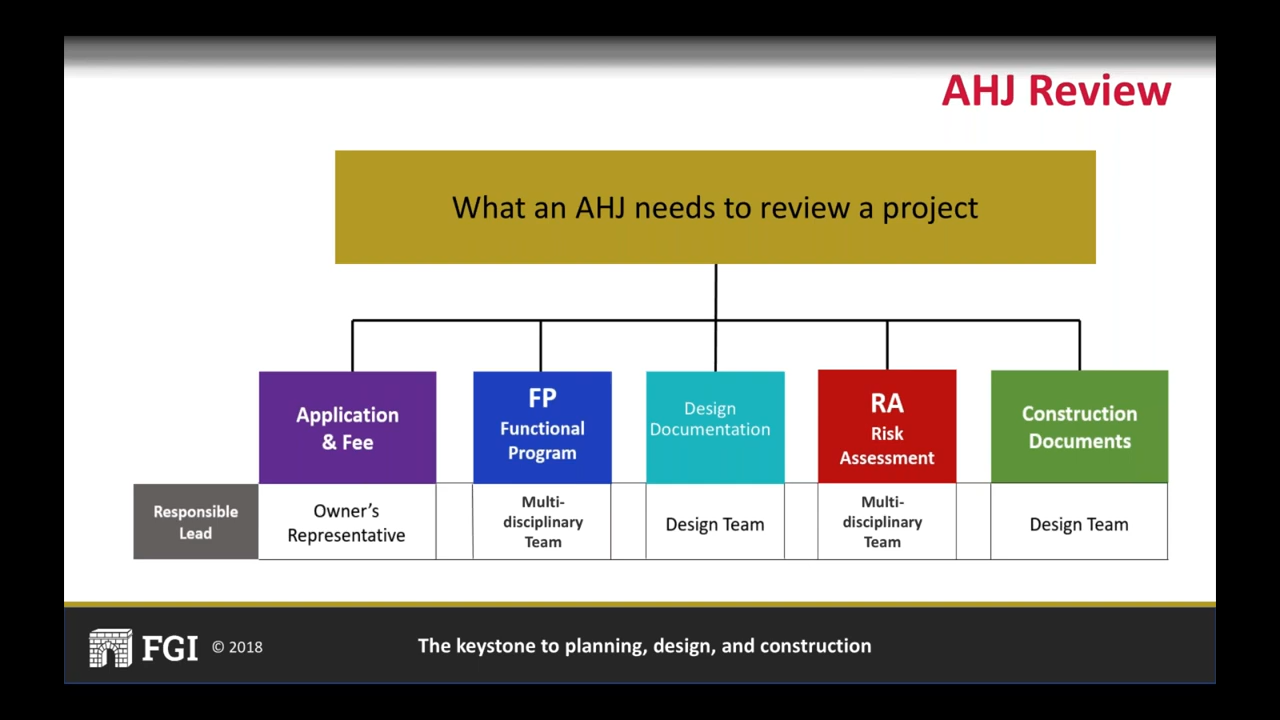 AHJ Review
What an AHJ needs to review a project
Application
& Fee
FP
Functional
Program
Design
Documentation
RA
Risk
Assessment
Construction
Documents
Responsible
Lead
Owner's
Representative
Multi-
disciplinary
Team
Design Team
Multi-
disciplinary
Team
Design Team
FGI © 2018
The keystone to planning, design, and construction